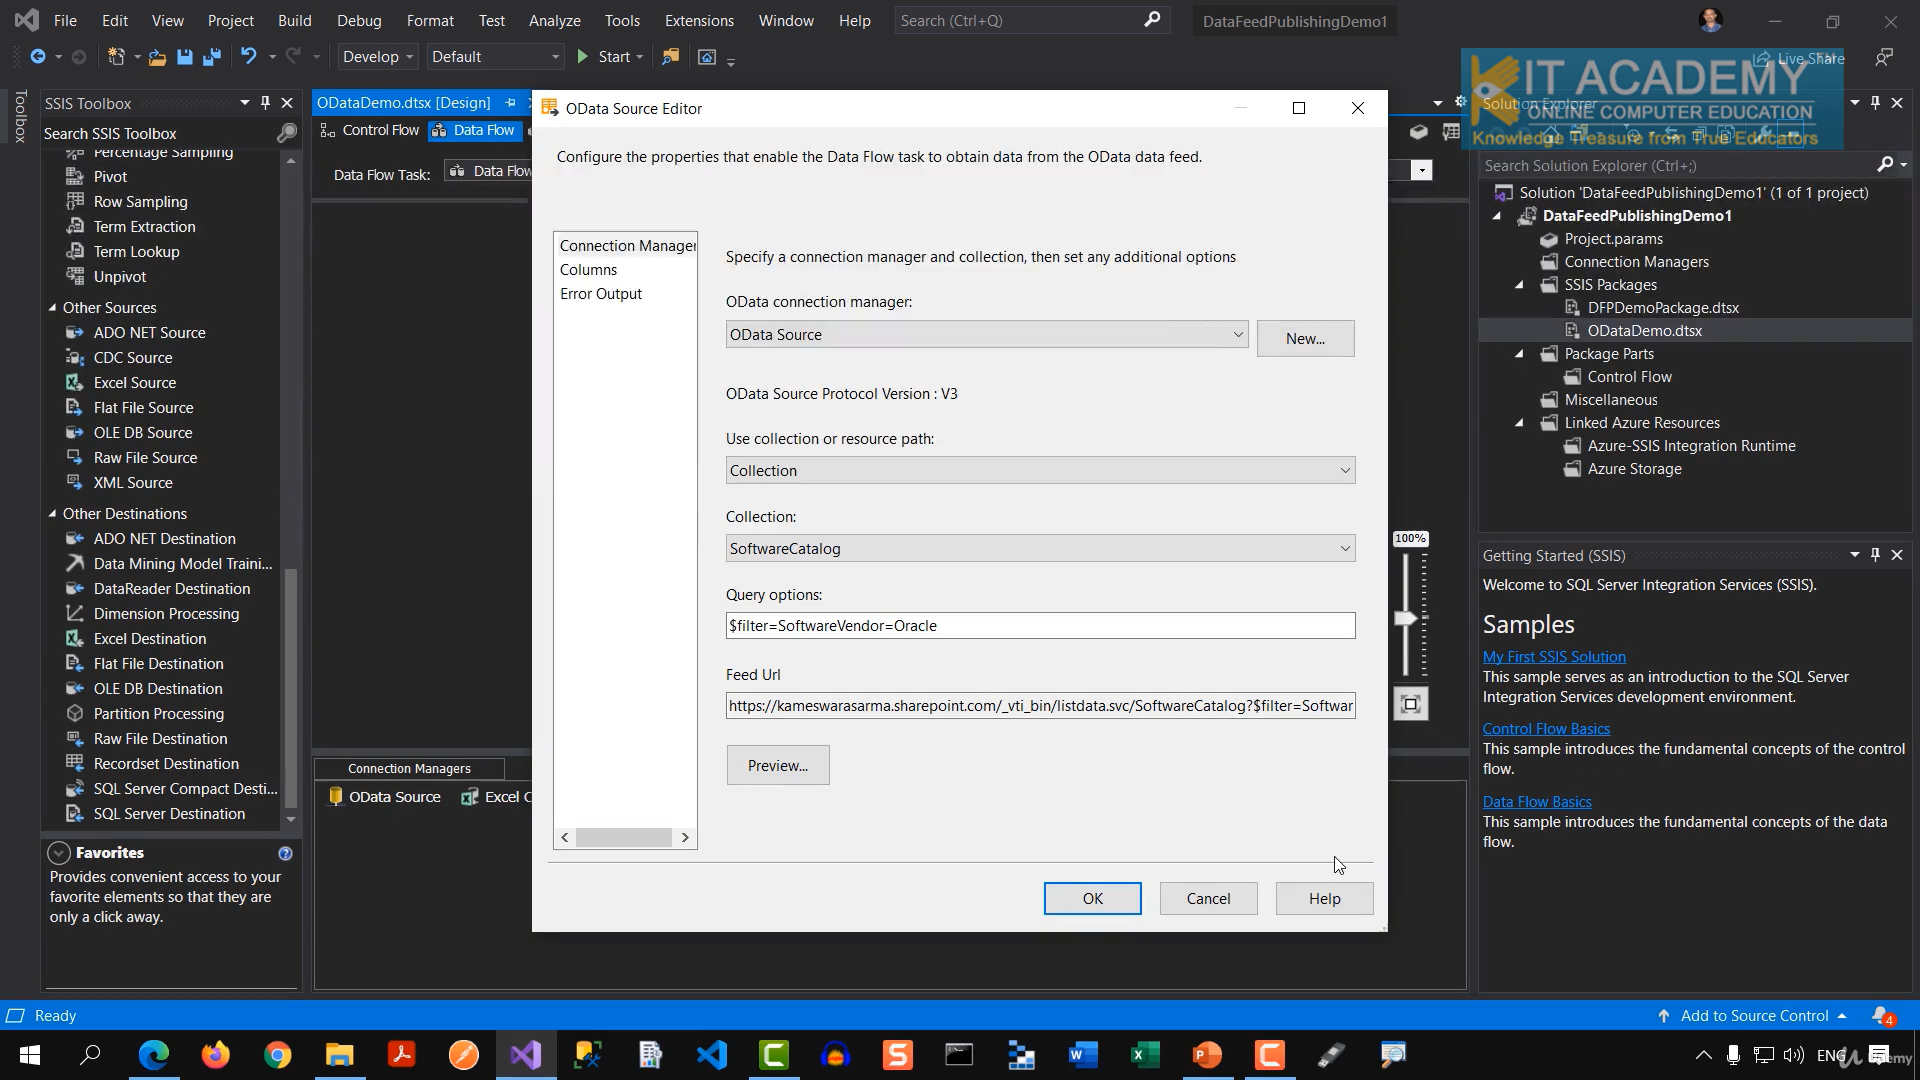 File Edit View Project Build Debug Format Test Analyze Tools Extensions Window Help Search (Ctrl+Q) DataFeedPublishingDemo1
Develop Default Start Live Share
Toolbox
SSIS Toolbox
Search SSIS Toolbox
Percentage Sampling
Pivot
Row Sampling
Term Extraction
Term Lookup
Unpivot
Other Sources
ADO NET Source
CDC Source
Excel Source
Flat File Source
OLE DB Source
Raw File Source
XML Source
Other Destinations
ADO NET Destination
Data Mining Model Traini...
DataReader Destination
Dimension Processing
Excel Destination
Flat File Destination
OLE DB Destination
Partition Processing
Raw File Destination
Recordset Destination
SQL Server Compact Desti...
SQL Server Destination
Favorites
Provides convenient access to your
favorite elements so that they are
only a click away.
ODataDemo.dtsx [Design]
Control Flow Data Flow
Data Flow Task: Data Flow
OData Source Editor
Configure the properties that enable the Data Flow task to obtain data from the OData data feed.
Connection Manager
Columns
Error Output
Specify a connection manager and collection, then set any additional options
OData connection manager:
OData Source
New...
OData Source Protocol Version : V3
Use collection or resource path:
Collection
Collection:
SoftwareCatalog
Query options:
$filter=SoftwareVendor=Oracle
Feed Url
https://kameswarasarma.sharepoint.com/_vti_bin/listdata.svc/SoftwareCatalog?$filter=Softwar
Preview...
OK Cancel Help
Connection Managers
OData Source Excel C
100%
KIT ACADEMY
ONLINE COMPUTER EDUCATION
Knowledge Treasure from True Educators
Solution Explorer
Search Solution Explorer (Ctrl+;)
Solution 'DataFeedPublishingDemo1' (1 of 1 project)
DataFeedPublishingDemo1
Project.params
Connection Managers
SSIS Packages
DFPDemoPackage.dtsx
ODataDemo.dtsx
Package Parts
Control Flow
Miscellaneous
Linked Azure Resources
Azure-SSIS Integration Runtime
Azure Storage
Getting Started (SSIS)
Welcome to SQL Server Integration Services (SSIS).
Samples
My First SSIS Solution
This sample serves as an introduction to the SQL Server
Integration Services development environment.
Control Flow Basics
This sample introduces the fundamental concepts of the control
flow.
Data Flow Basics
This sample introduces the fundamental concepts of the data
flow.
Ready
Add to Source Control
4
ENG
Udemy